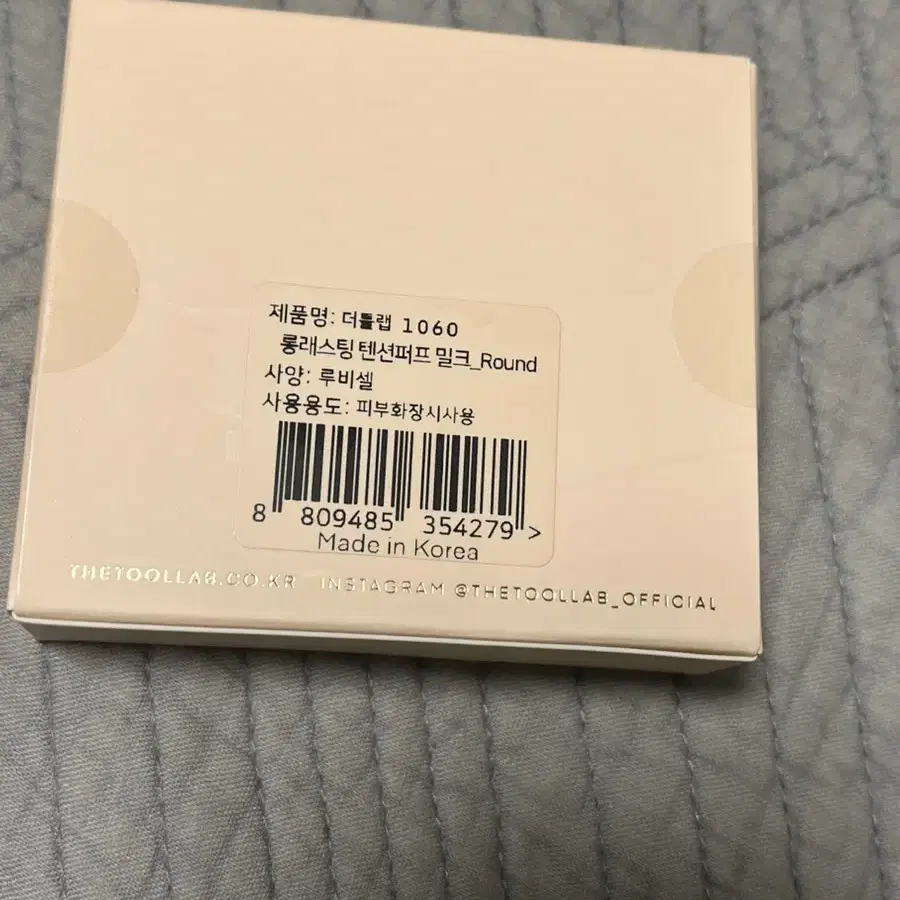 제품명: 더툴랩 1060
롱래스팅 텐션퍼프 밀크_Round
사양: 루비셀
사용용도: 피부화장시사용
8 809485 354279 >
Made in Korea
THETOOLLAB.CO.KR INSTAGRAM @THETOOLLAB_OFFICIAL